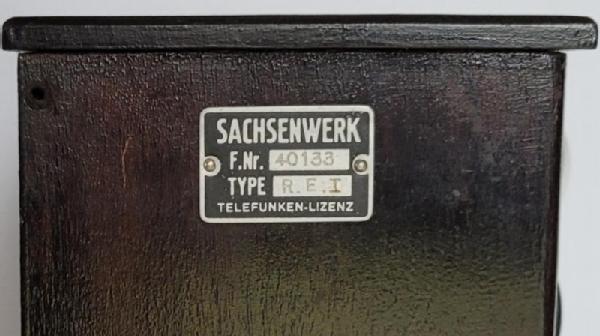 SACHSENWERK
F.Nr. 40133
TYPE R.E.I
TELEFUNKEN-LIZENZ